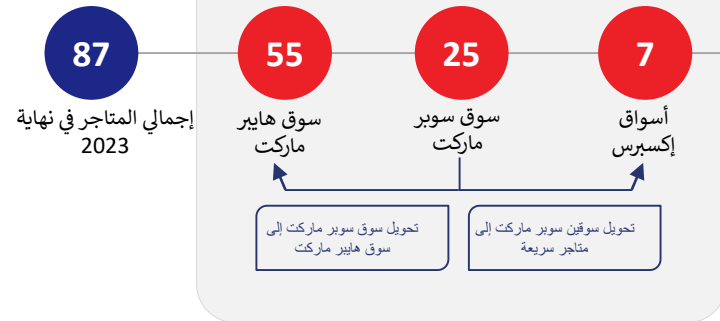 7
25
55
87
أسواق
إكسبرس
سوق سوبر
ماركت
سوق هايبر
ماركت
إجمالي المتاجر في نهاية
2023
تحويل سوقين سوبر ماركت إلى
متاجر سريعة
تحويل سوق سوبر ماركت إلى
سوق هايبر ماركت